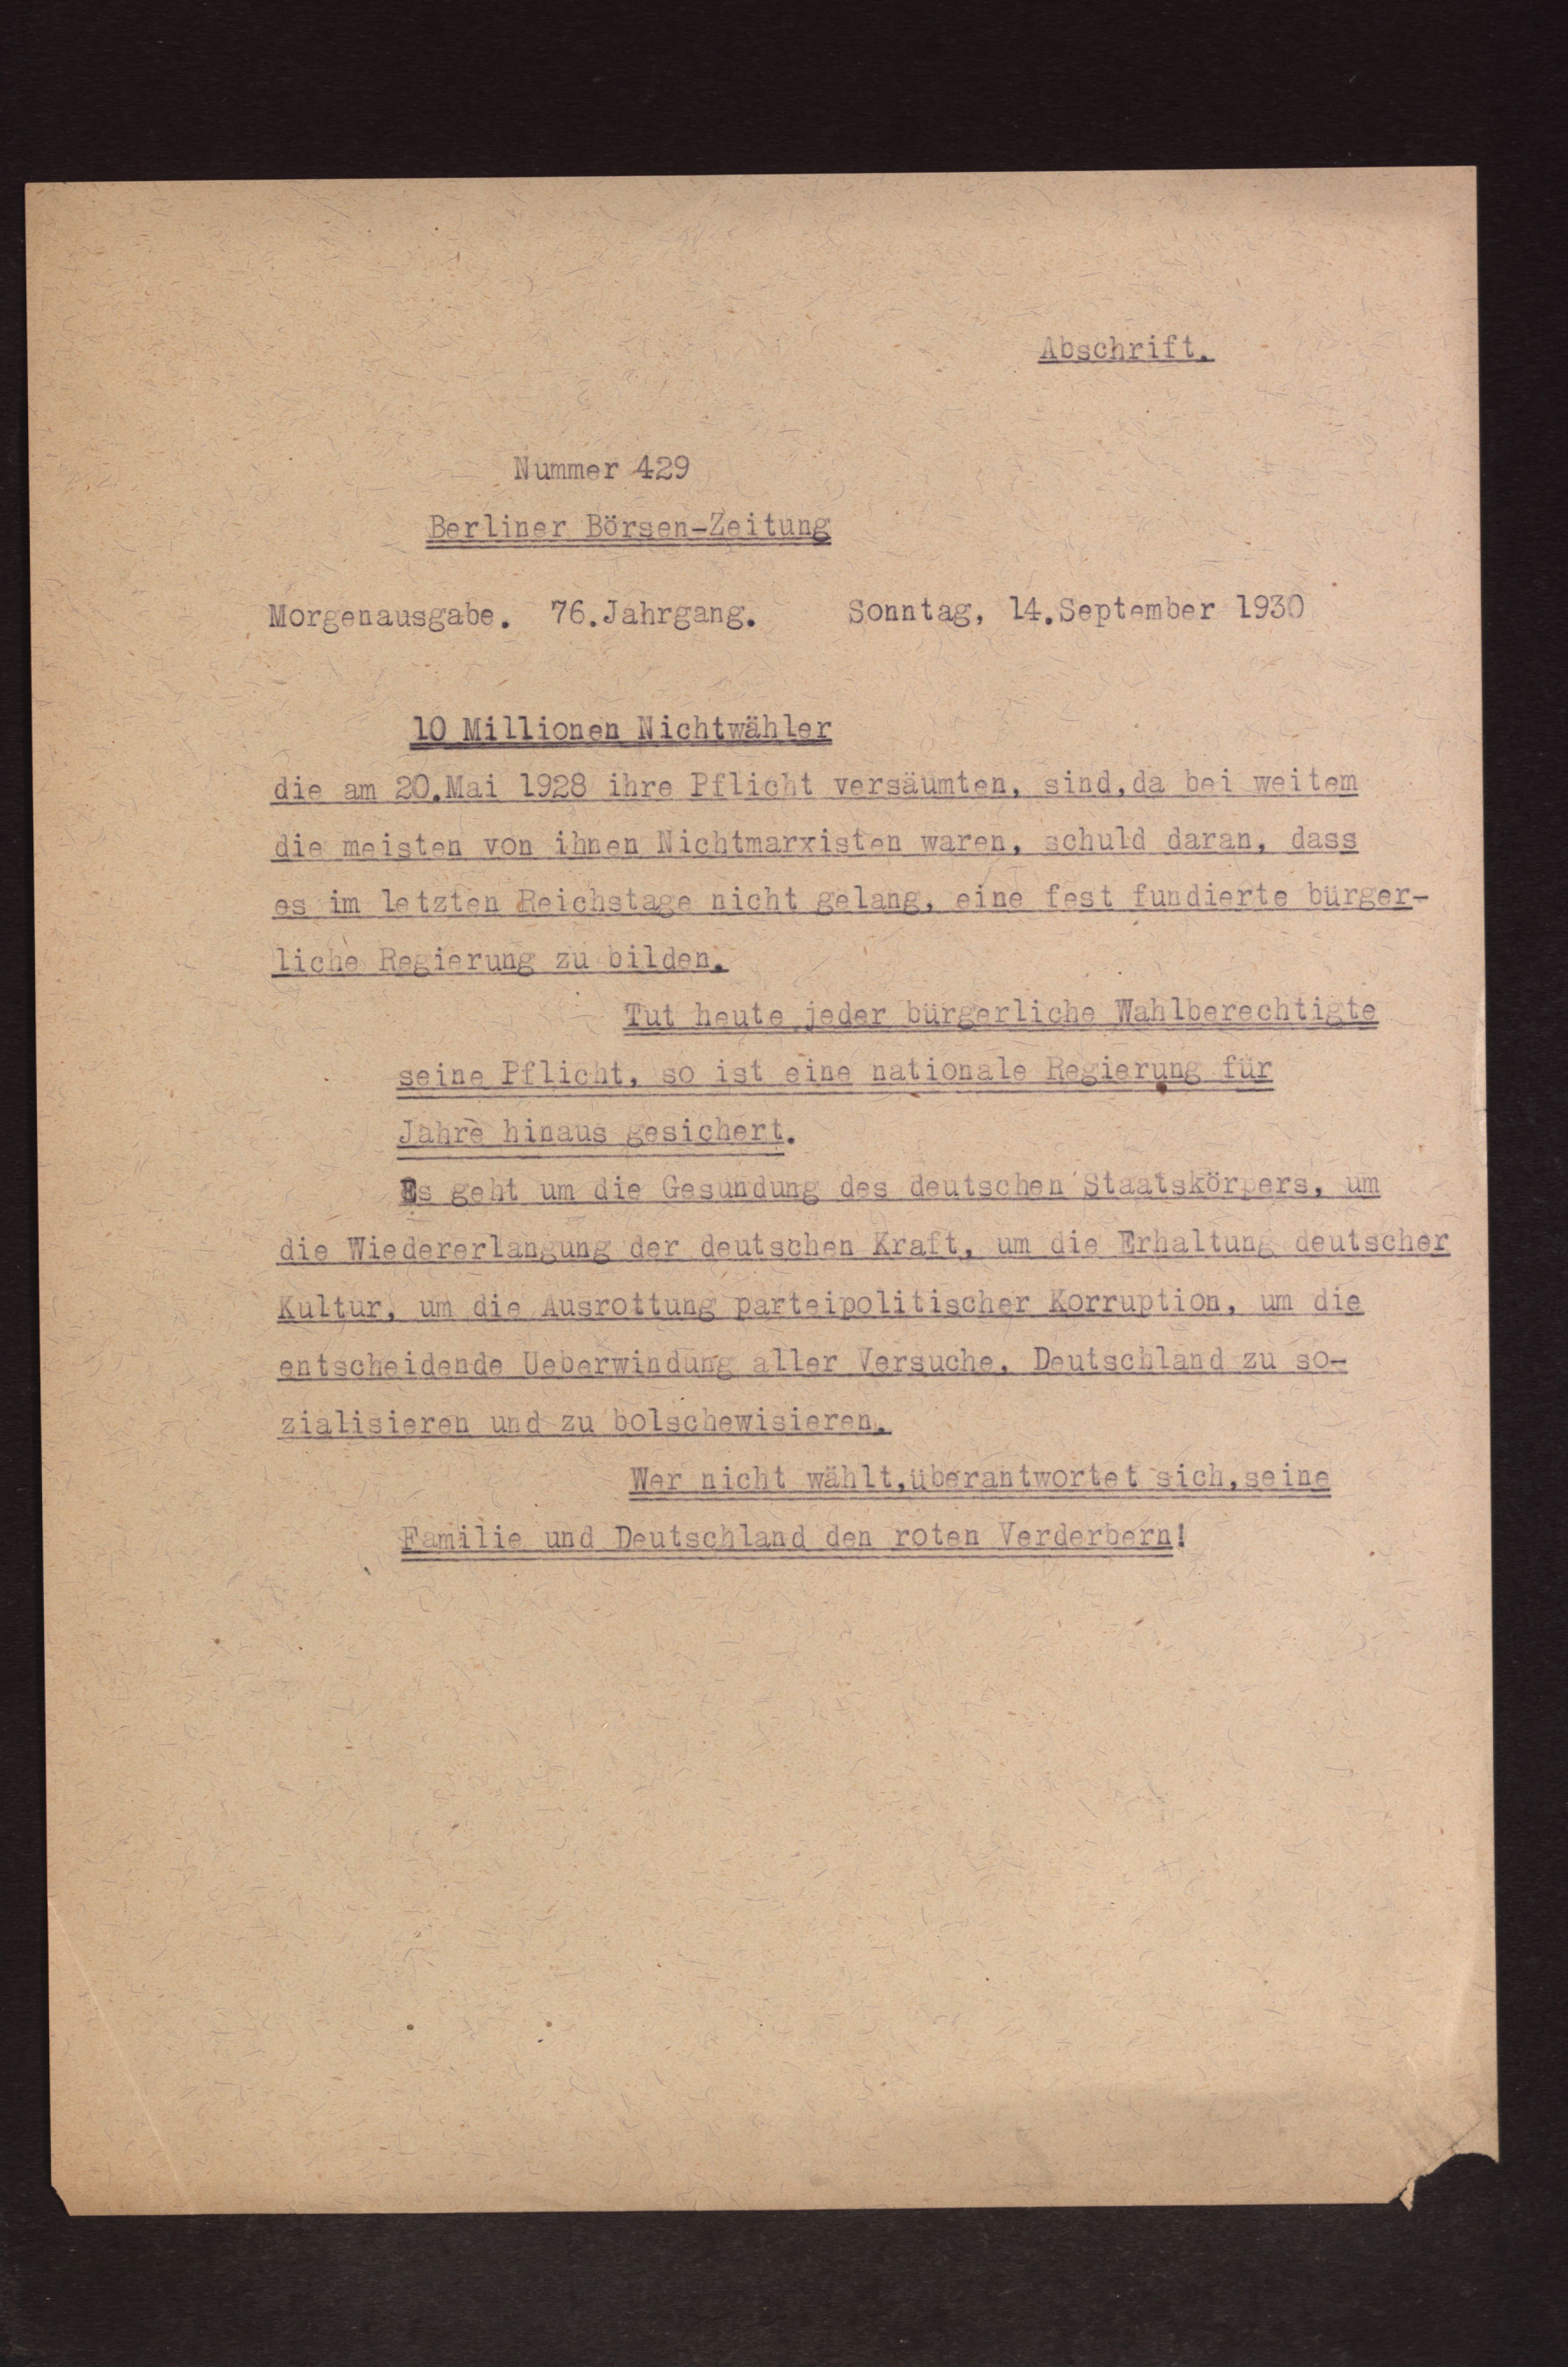 Abschrift.
Nummer 429
Berliner Börsen-Zeitung
Morgenausgabe. 76.Jahrgang. Sonntag, 14.September 1930
10 Millionen Nichtwähler
die am 20.Mai 1928 ihre Pflicht versäumten, sind,da bei weitem
die meisten von ihnen Nichtmarxisten waren, schuld daran, dass
es im letzten Reichstage nicht gelang, eine fest fundierte bürger-
liche Regierung zu bilden.
Tut heute jeder bürgerliche Wahlberechtigte
seine Pflicht, so ist eine nationale Regierung für
Jahre hinaus gesichert.
Es geht um die Gesundung des deutschen Staatskörpers, um
die Wiedererlangung der deutschen Kraft, um die Erhaltung deutscher
Kultur, um die Ausrottung parteipolitischer Korruption, um die
entscheidende Ueberwindung aller Versuche, Deutschland zu so-
zialisieren und zu bolschewisieren.
Wer nicht wählt,überantwortet sich,seine
Familie und Deutschland den roten Verderbern!